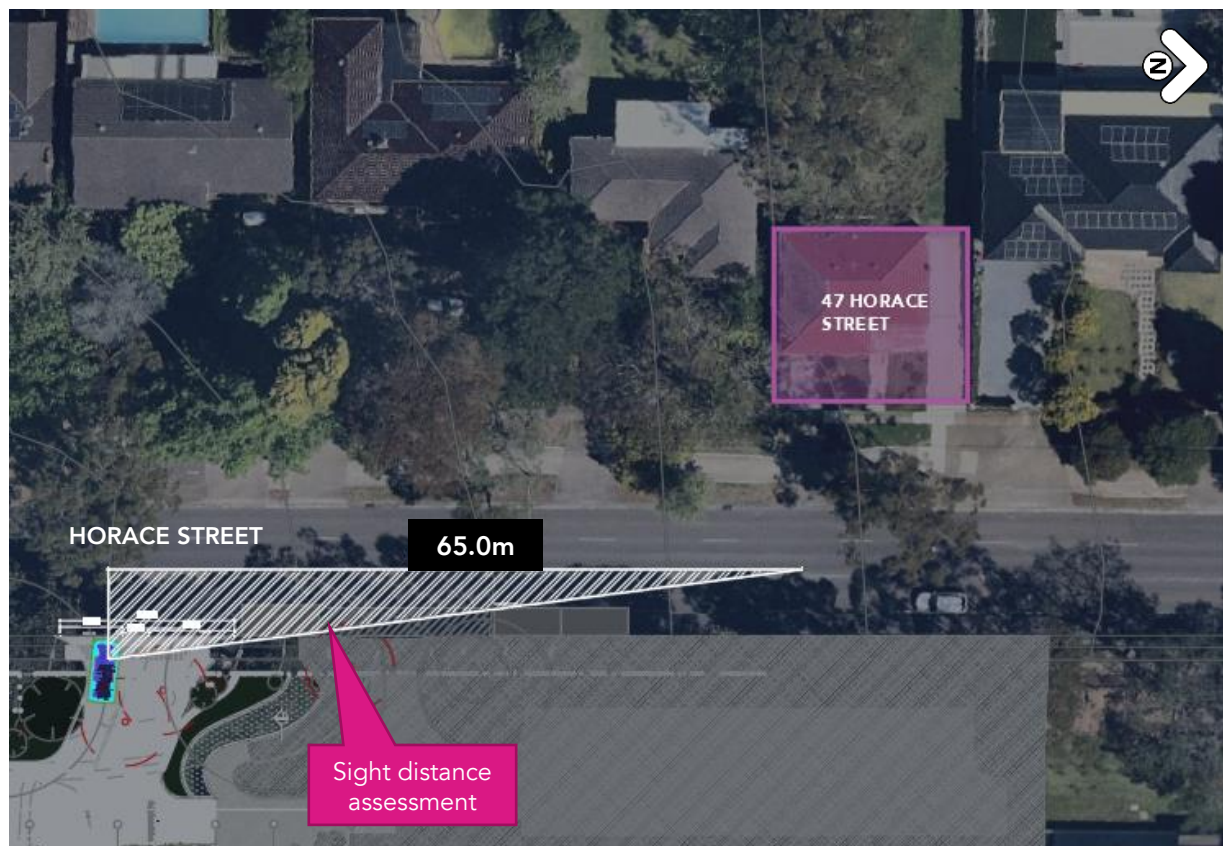 N
47 HORACE
STREET
HORACE STREET
65.0m
Sight distance
assessment